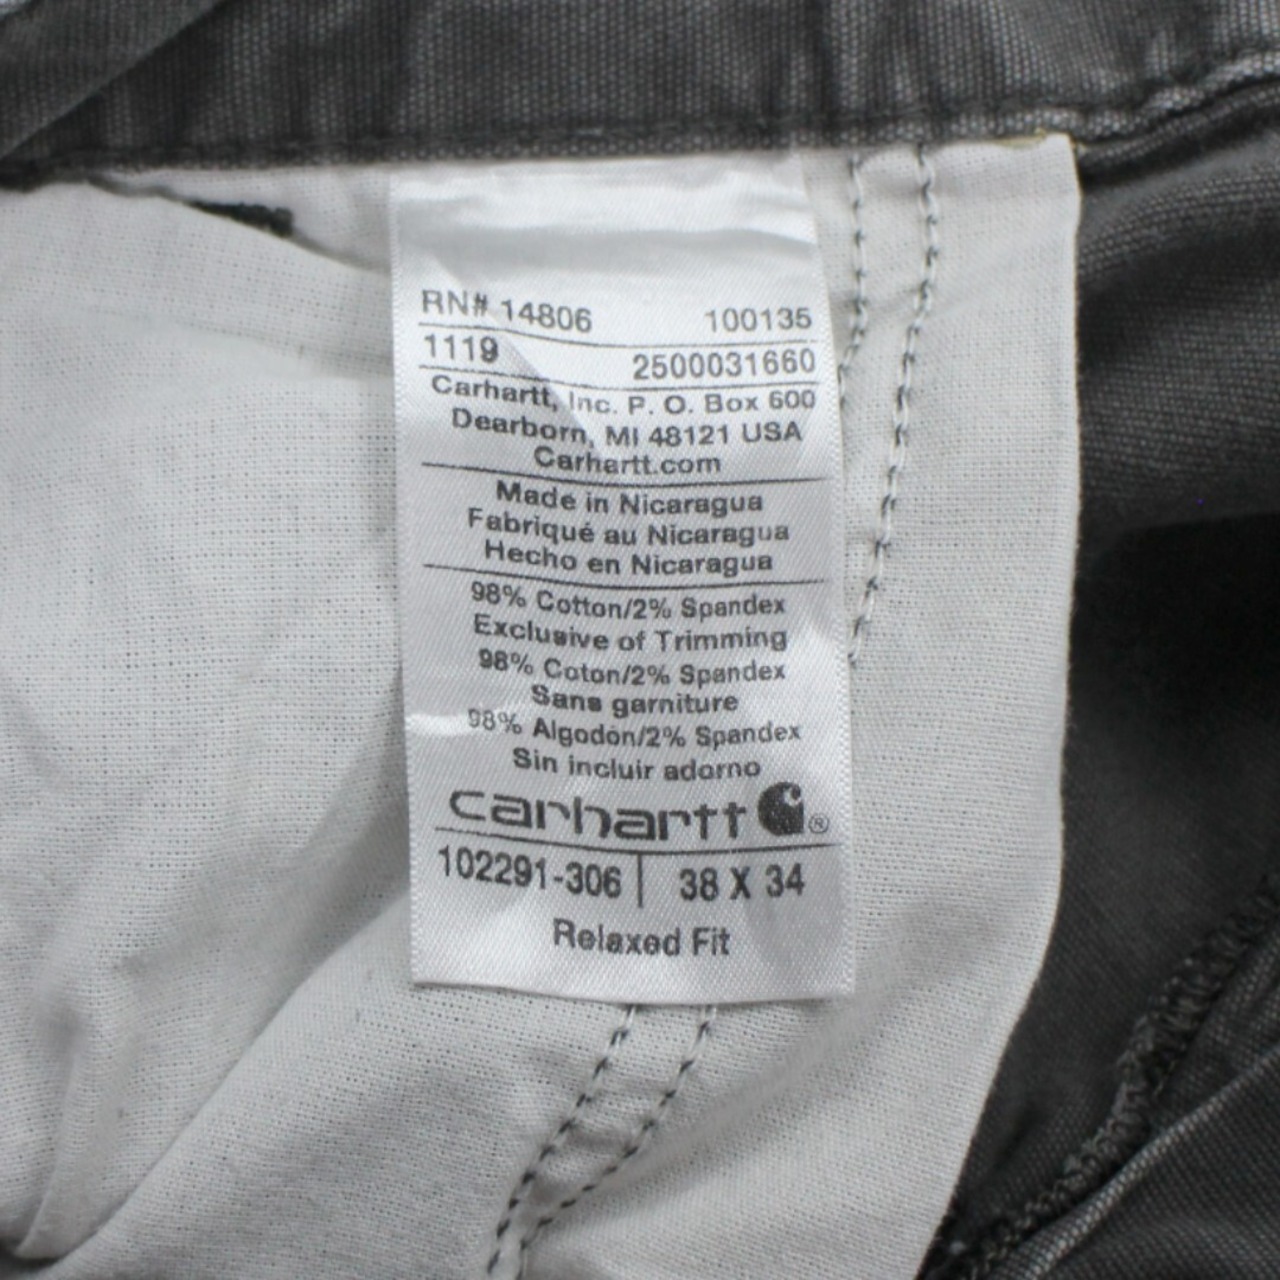 RN# 14806 100135
1119 2500031660
Carhartt, Inc. P. O. Box 600
Dearborn, MI 48121 USA
Carhartt.com
Made in Nicaragua
Fabriqué au Nicaragua
Hecho en Nicaragua
98% Cotton/2% Spandex
Exclusive of Trimming
98% Coton/2% Spandex
Sans garniture
98% Algodón/2% Spandex
Sin incluir adorno
carhartt ®
102291-306 | 38 X 34
Relaxed Fit